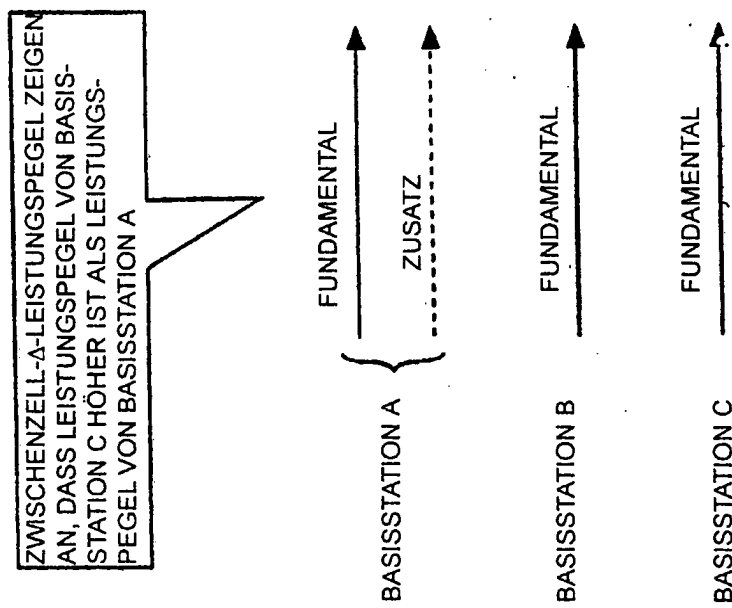 ZWISCHENZELL-Δ-LEISTUNGSPEGEL ZEIGEN
AN, DASS LEISTUNGSPEGEL VON BASIS-
STATION C HÖHER IST ALS LEISTUNGS-
PEGEL VON BASISSTATION A
FUNDAMENTAL
ZUSATZ
BASISSTATION A
FUNDAMENTAL
BASISSTATION B
FUNDAMENTAL
BASISSTATION C